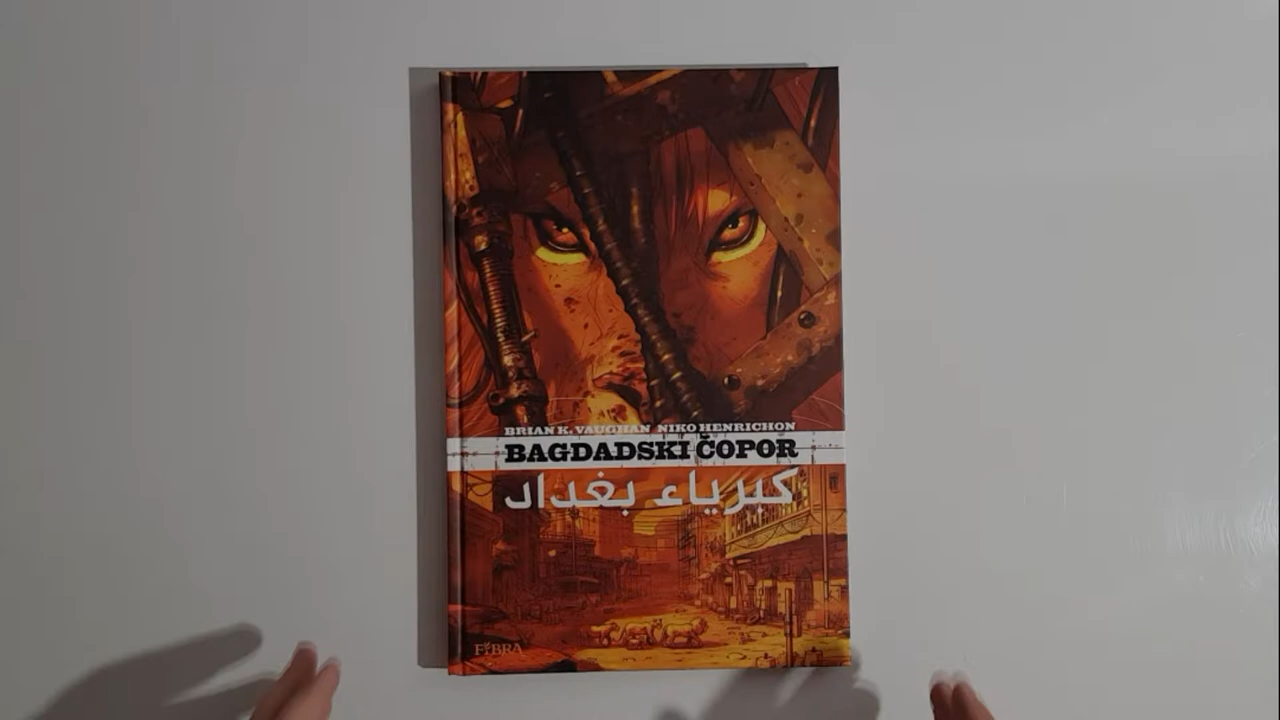 BRIAN K. VAUGHAN NIKO HENRICHON
BAGDADSKI ČOPOR
كبرياء بغداد
FIBRA